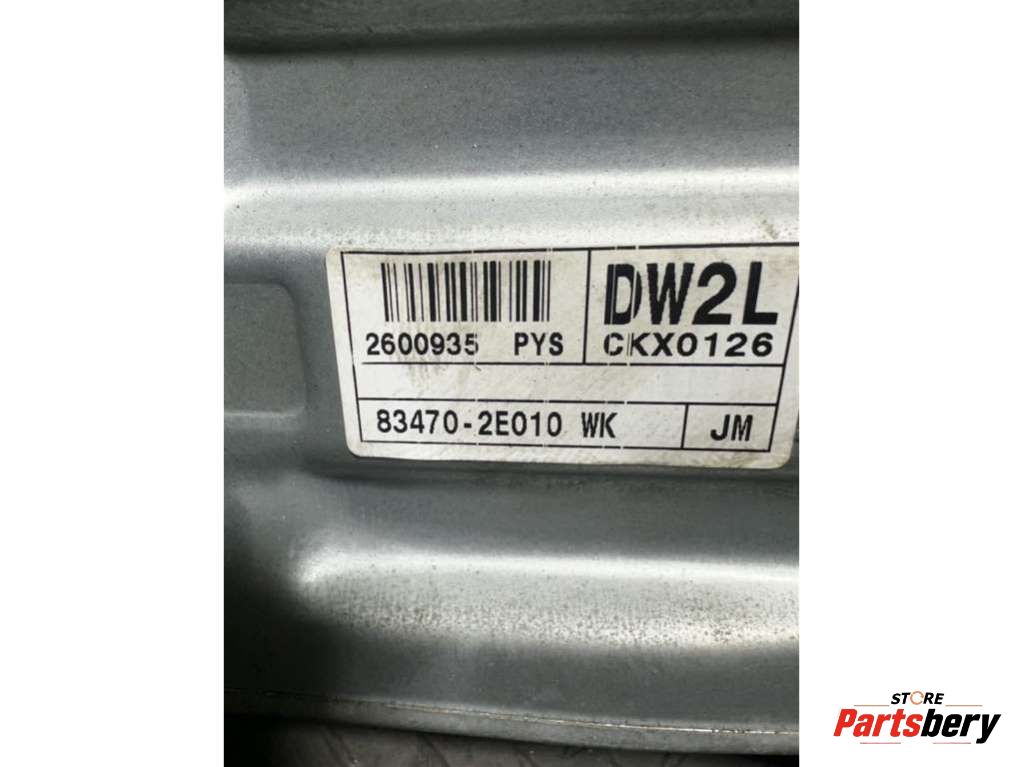 DW2L
2600935 PYS
CKX0126
83470-2E010 WK
JM
STORE
Partsbery